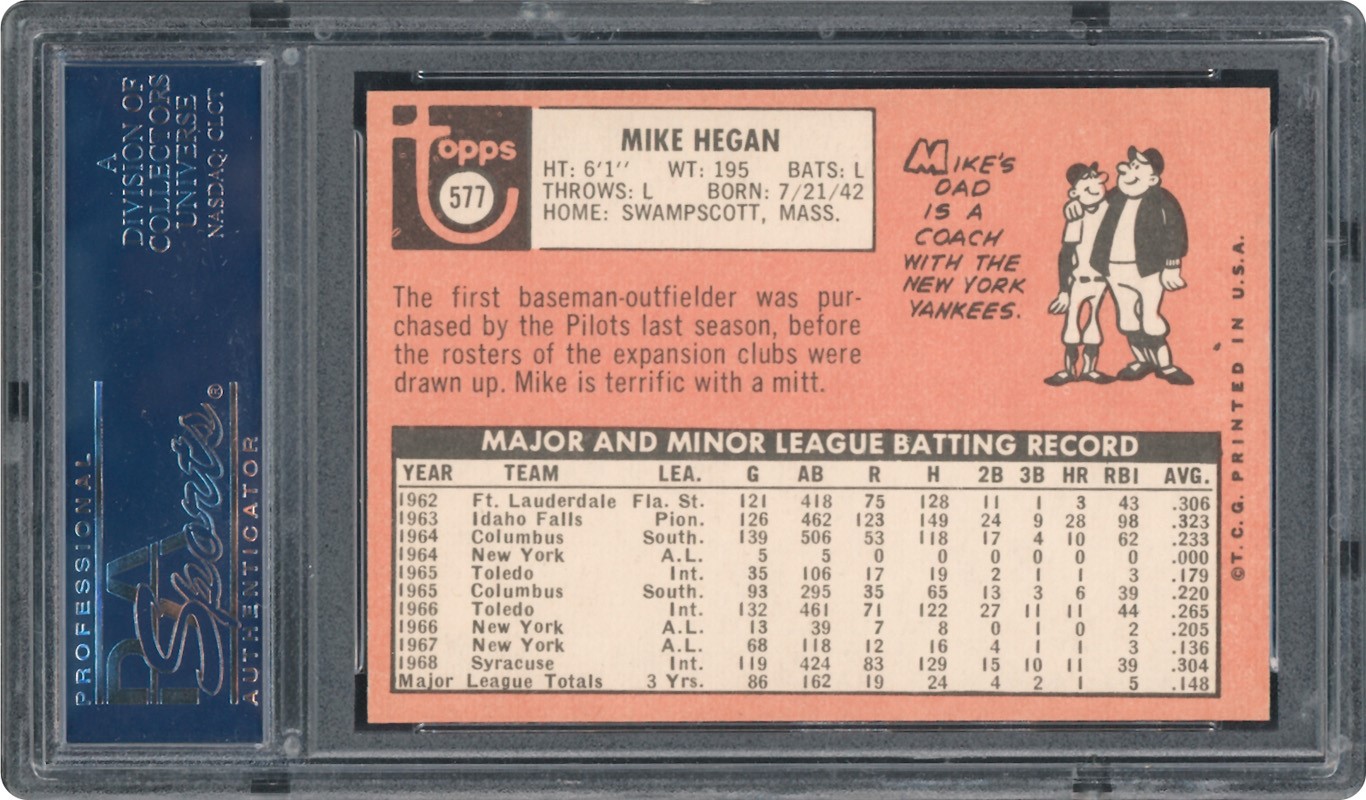 A
DIVISION OF
COLLECTORS
UNIVERSE
NASDAQ: CLCT
PROFESSIONAL
PSA
Sports®
AUTHENTICATOR
Topps
577
MIKE HEGAN
HT: 6'1'' WT: 195 BATS: L
THROWS: L BORN: 7/21/42
HOME: SWAMPSCOTT, MASS.
MIKE'S
DAD
IS A
COACH
WITH THE
NEW YORK
YANKEES.
The first baseman-outfielder was pur-
chased by the Pilots last season, before
the rosters of the expansion clubs were
drawn up. Mike is terrific with a mitt.
MAJOR AND MINOR LEAGUE BATTING RECORD
YEAR TEAM LEA. G AB R H 2B 3B HR RBI AVG.
1962 Ft. Lauderdale Fla. St. 121 418 75 128 11 1 3 43 .306
1963 Idaho Falls Pion. 126 462 123 149 24 9 28 98 .323
1964 Columbus South. 139 506 53 118 17 4 10 62 .233
1964 New York A.L. 5 5 0 0 0 0 0 0 .000
1965 Toledo Int. 35 106 17 19 2 1 1 3 .179
1965 Columbus South. 93 295 35 65 13 3 6 39 .220
1966 Toledo Int. 132 461 71 122 27 11 11 44 .265
1966 New York A.L. 13 39 7 8 0 1 0 2 .205
1967 New York A.L. 68 118 12 16 4 1 1 3 .136
1968 Syracuse Int. 119 424 83 129 15 10 11 39 .304
Major League Totals 3 Yrs. 86 162 19 24 4 2 1 5 .148
©T.C.G. PRINTED IN U.S.A.